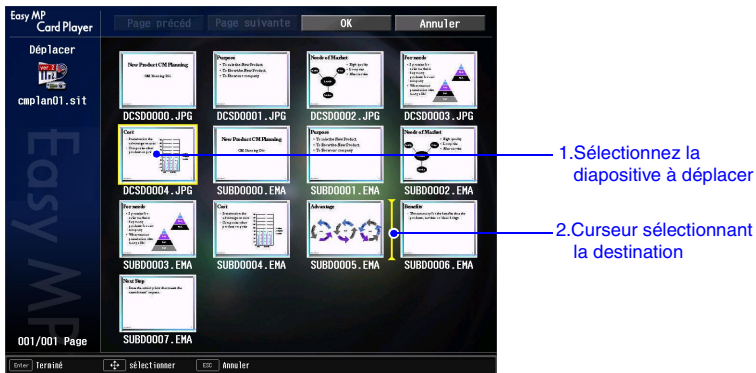 Easy MP
Card Player
Page précéd Page suivante OK Annuler
Déplacer
cmplan01.sit
New Product CM Planning
Purpose
Needs of Market
For needs
DCSD0000.JPG DCSD0001.JPG DCSD0002.JPG DCSD0003.JPG
Cost
New Product CM Planning
Purpose
Needs of Market
DCSD0004.JPG SUBD0000.EMA SUBD0001.EMA SUBD0002.EMA
1.Sélectionnez la
diapositive à déplacer
For needs
Cost
Advantage
Benefits
SUBD0003.EMA SUBD0004.EMA SUBD0005.EMA SUBD0006.EMA
2.Curseur sélectionnant
la destination
Next Step
SUBD0007.EMA
Easy MP
001/001 Page
Enter Terminé sélectionner ESC Annuler